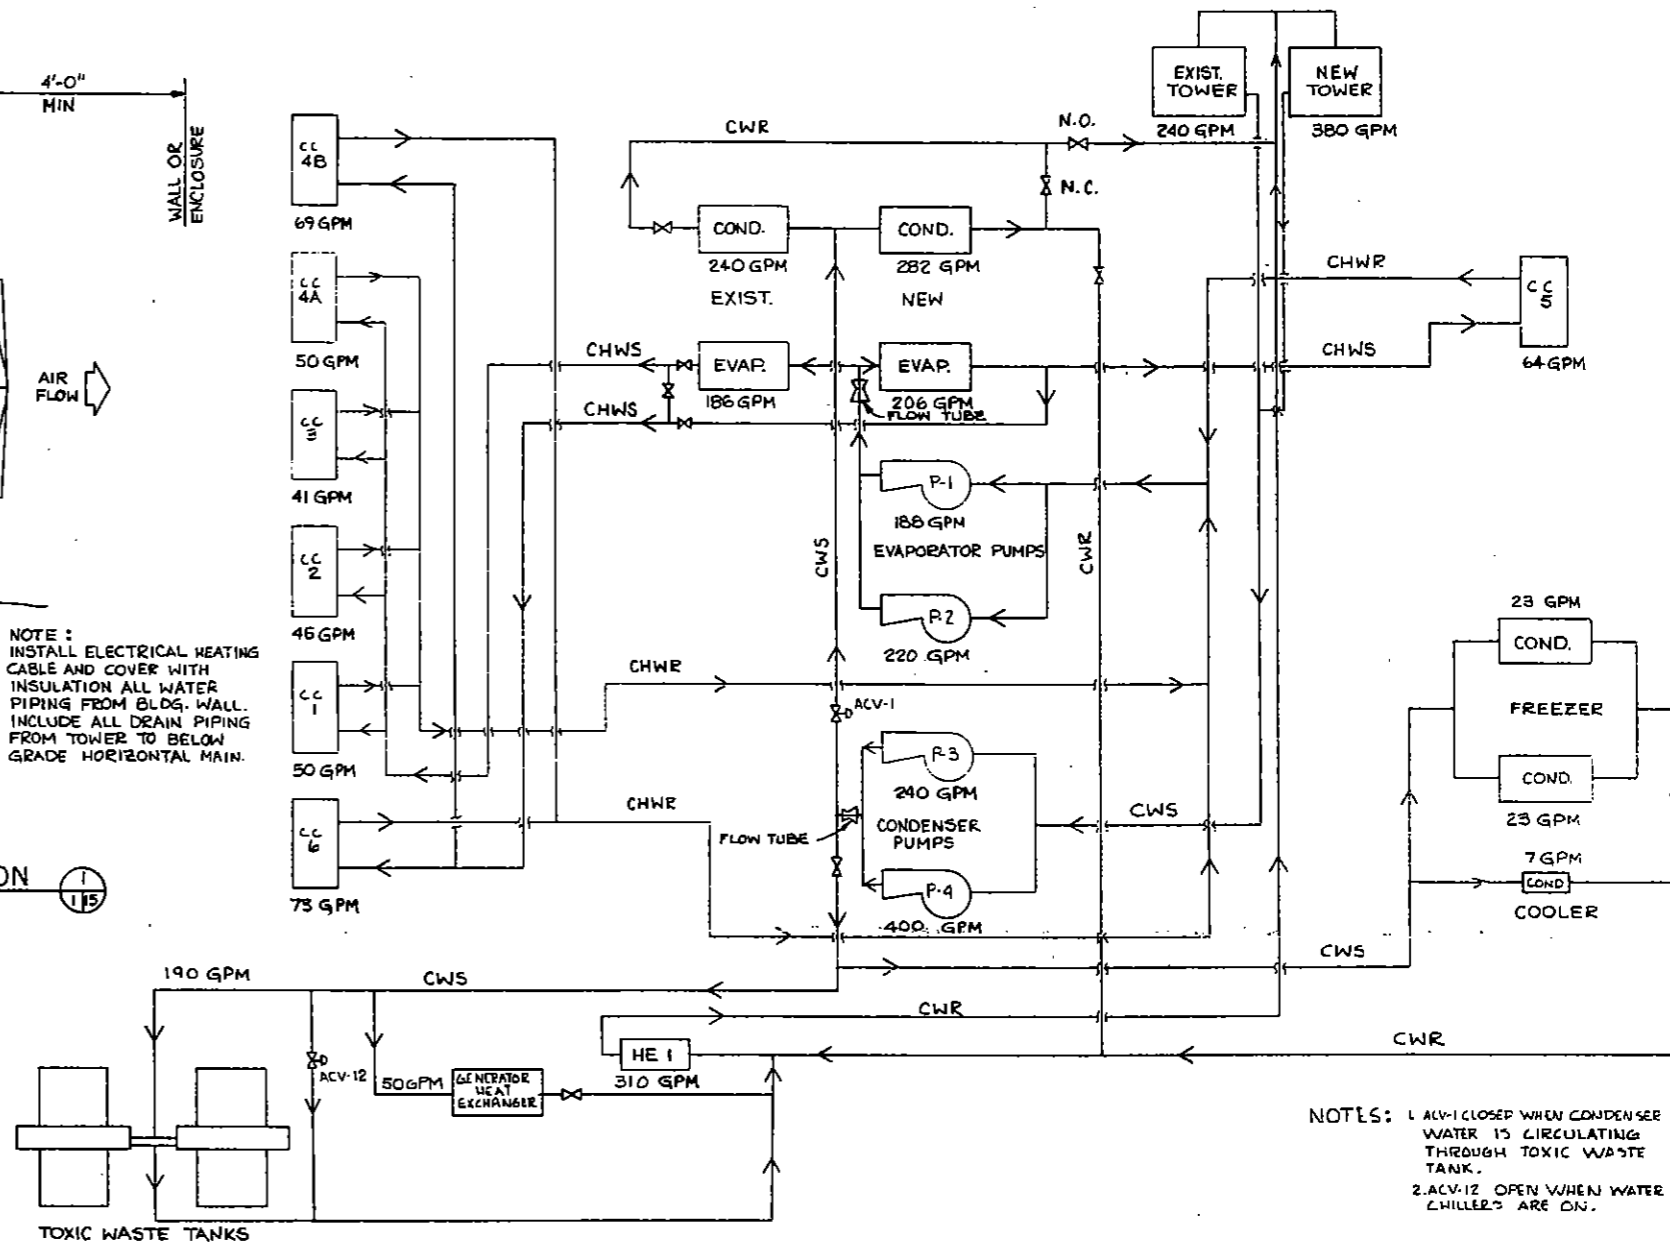 4'-0"
MIN
WALL OR
ENCLOSURE
AIR
FLOW
NOTE :
INSTALL ELECTRICAL HEATING
CABLE AND COVER WITH
INSULATION ALL WATER
PIPING FROM BLDG. WALL.
INCLUDE ALL DRAIN PIPING
FROM TOWER TO BELOW
GRADE HORIZONTAL MAIN.
ON
1
1 15
CC
4B
69 GPM
CC
4A
50 GPM
CC
3
41 GPM
CC
2
46 GPM
CC
1
50 GPM
CC
6
73 GPM
EXIST.
TOWER
240 GPM
NEW
TOWER
380 GPM
CWR
N.O.
N.C.
COND.
240 GPM
EXIST.
COND.
282 GPM
NEW
CHWR
CC
5
64 GPM
CHWS
CHWS
EVAP.
186 GPM
EVAP.
206 GPM
FLOW TUBE
CHWS
P-1
188 GPM
EVAPORATOR PUMPS
P-2
220 GPM
CWS
CWR
CHWR
ACV-1
P-3
240 GPM
CHWR
FLOW TUBE
CONDENSER
PUMPS
CWS
P-4
400 GPM
23 GPM
COND.
FREEZER
COND.
23 GPM
7 GPM
COND
COOLER
CWS
190 GPM
CWS
CWR
HE 1
310 GPM
CWR
ACV-12
50 GPM
GENERATOR
HEAT
EXCHANGER
TOXIC WASTE TANKS
NOTES: 1. ACV-1 CLOSED WHEN CONDENSER
WATER IS CIRCULATING
THROUGH TOXIC WASTE
TANK.
2. ACV-12 OPEN WHEN WATER
CHILLERS ARE ON.